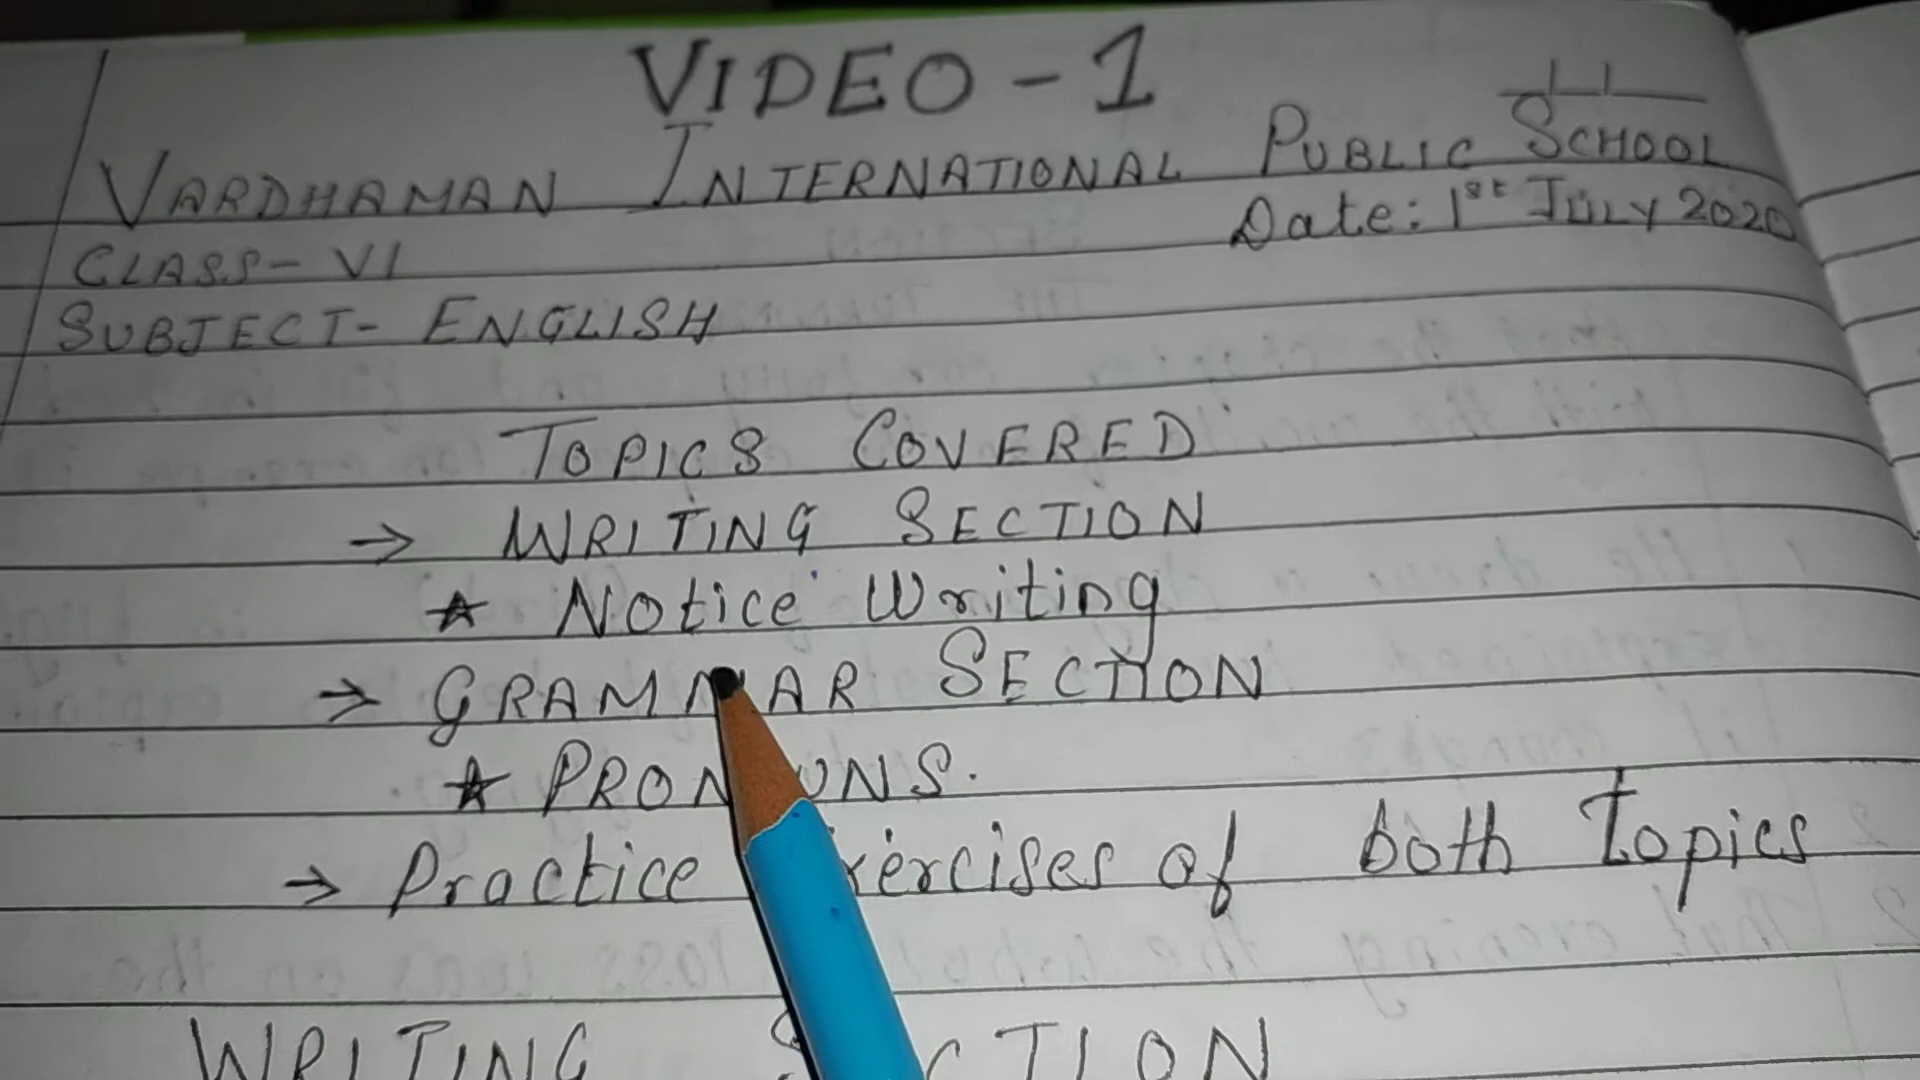 VIDEO - 1
VARDHAMAN INTERNATIONAL PUBLIC SCHOOL
Date: 1st JULY 2020
CLASS - VI
SUBJECT - ENGLISH
TOPICS COVERED
→ WRITING SECTION
★ Notice Writing
→ GRAMMAR SECTION
★ PRONOUNS.
→ Practice Exercises of both Topics
WRITING SECTION